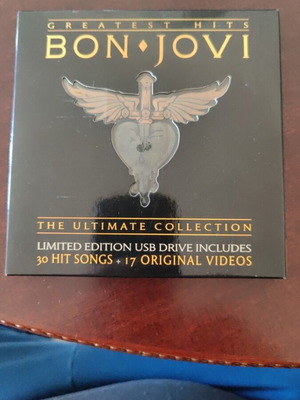 GREATEST HITS
BON • JOVI
THE ULTIMATE COLLECTION
LIMITED EDITION USB DRIVE INCLUDES
30 HIT SONGS + 17 ORIGINAL VIDEOS